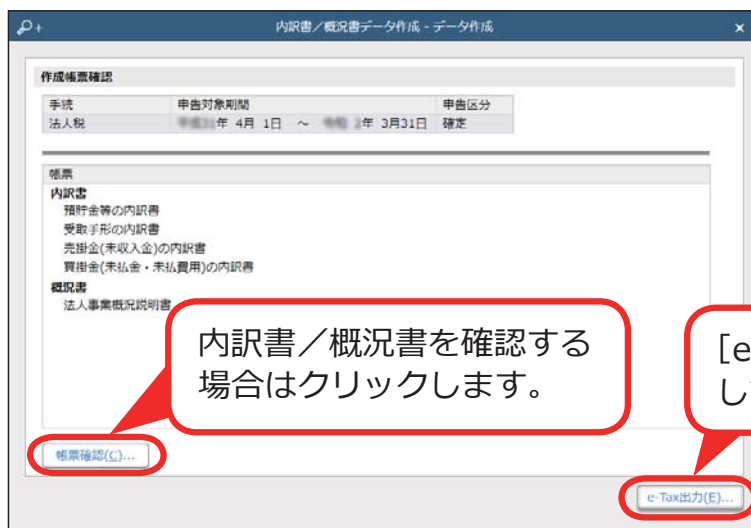 内訳書／概況書データ作成 - データ作成
作成帳票確認
手続 申告対象期間 申告区分
法人税 年 4月 1日 ～ 2年 3月31日 確定
帳票
内訳書
預貯金等の内訳書
受取手形の内訳書
売掛金(未収入金)の内訳書
買掛金(未払金・未払費用)の内訳書
概況書
法人事業概況説明書
内訳書／概況書を確認する
場合はクリックします。
[e
し
帳票確認(C)...
e-Tax出力(E)...